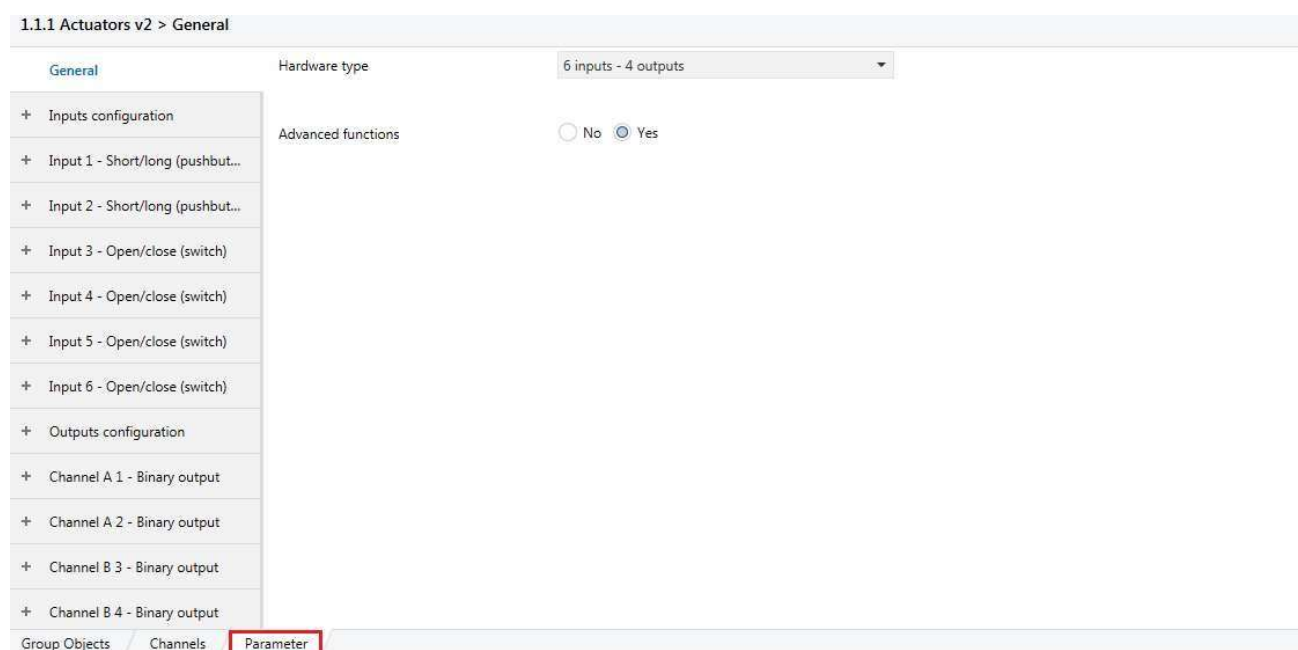 1.1.1 Actuators v2 > General
General
Hardware type
6 inputs - 4 outputs
+ Inputs configuration
Advanced functions
No Yes
+ Input 1 - Short/long (pushbut...
+ Input 2 - Short/long (pushbut...
+ Input 3 - Open/close (switch)
+ Input 4 - Open/close (switch)
+ Input 5 - Open/close (switch)
+ Input 6 - Open/close (switch)
+ Outputs configuration
+ Channel A 1 - Binary output
+ Channel A 2 - Binary output
+ Channel B 3 - Binary output
+ Channel B 4 - Binary output
Group Objects / Channels / Parameter